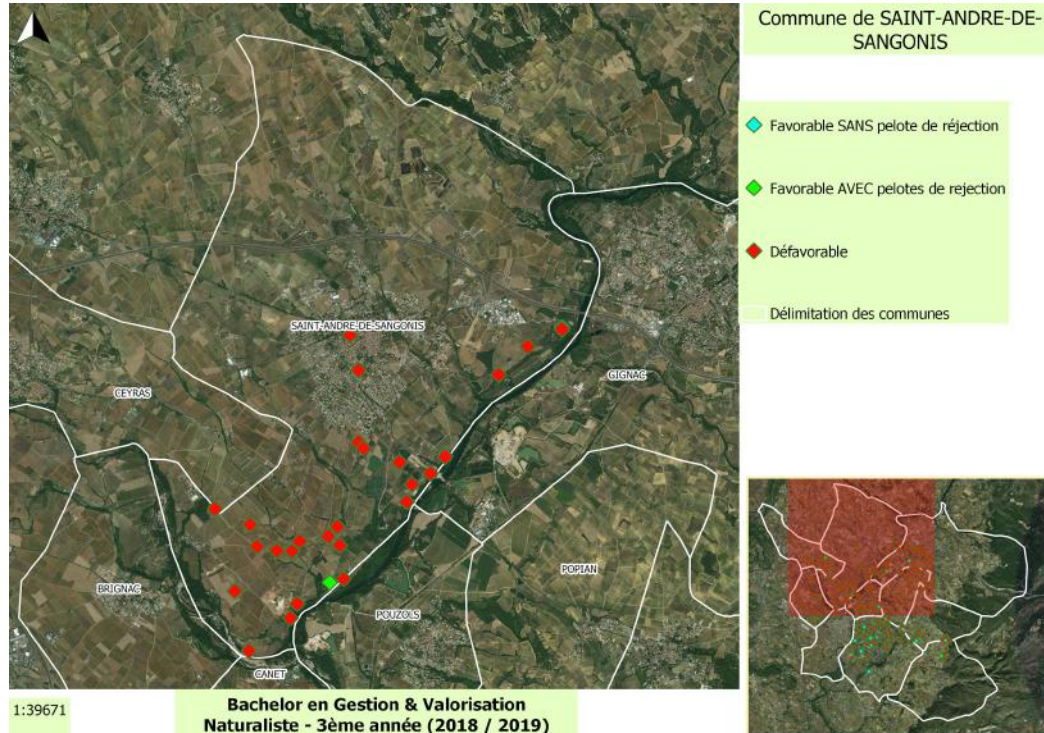 Commune de SAINT-ANDRE-DE-
SANGONIS
Favorable SANS pelote de réjection
Favorable AVEC pelotes de rejection
Défavorable
Délimitation des communes
SAINT-ANDRE-DE-SANGONIS
GIGNAC
CEYRAS
BRIGNAC
POPIAN
POUZOLS
CANET
1:39671
Bachelor en Gestion & Valorisation
Naturaliste - 3ème année (2018 / 2019)